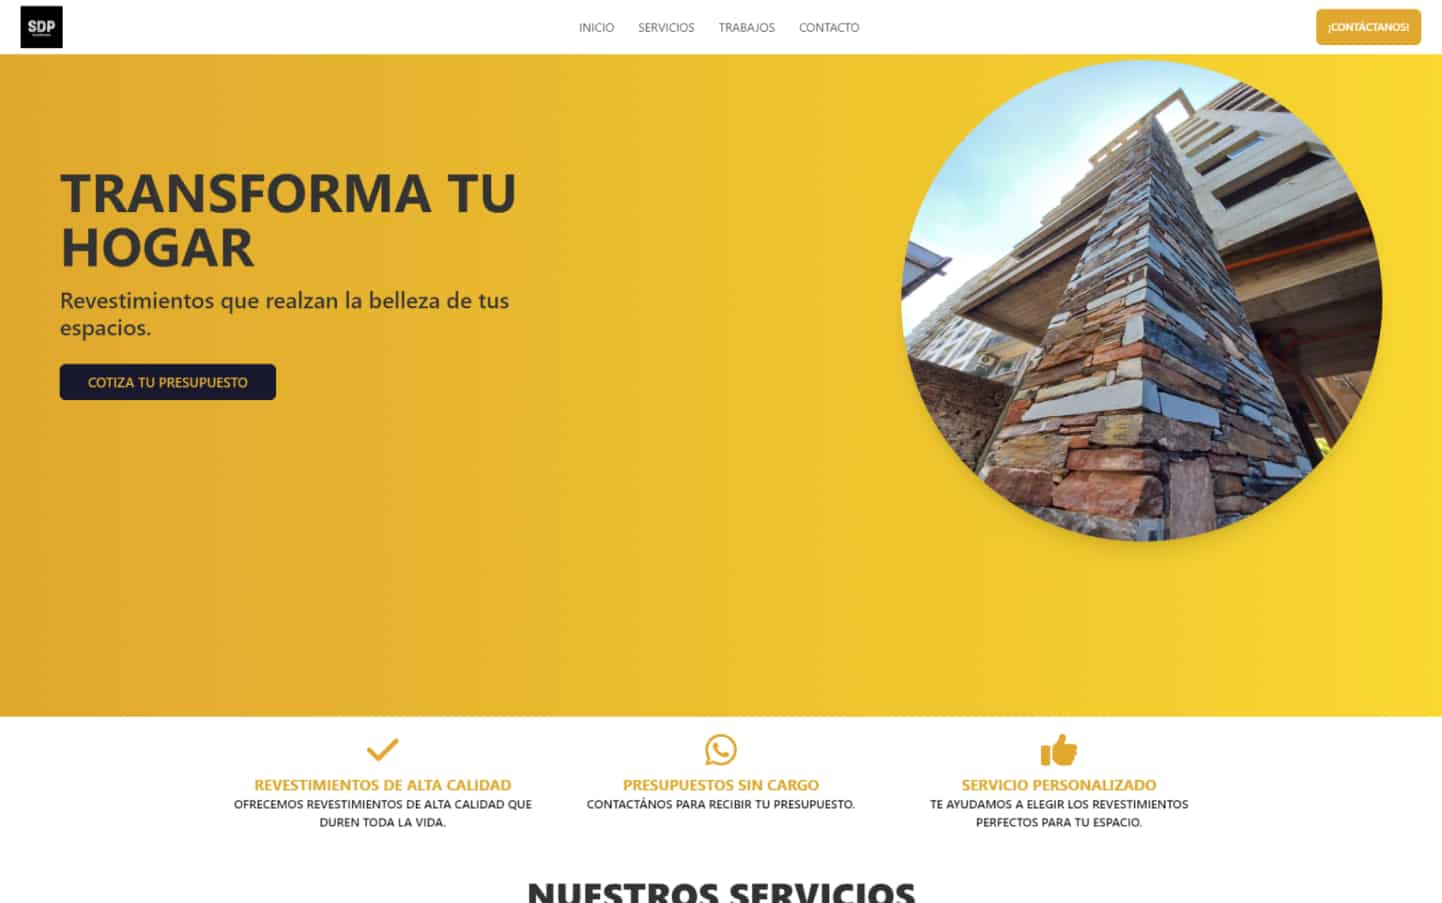 SDP
INICIO
SERVICIOS
TRABAJOS
CONTACTO
¡CONTÁCTANOS!
TRANSFORMA TU
HOGAR
Revestimientos que realzan la belleza de tus
espacios.
COTIZA TU PRESUPUESTO
REVESTIMIENTOS DE ALTA CALIDAD
OFRECEMOS REVESTIMIENTOS DE ALTA CALIDAD QUE
DUREN TODA LA VIDA.
PRESUPUESTOS SIN CARGO
CONTACTÁNOS PARA RECIBIR TU PRESUPUESTO.
SERVICIO PERSONALIZADO
TE AYUDAMOS A ELEGIR LOS REVESTIMIENTOS
PERFECTOS PARA TU ESPACIO.
NUESTROS SERVICIOS